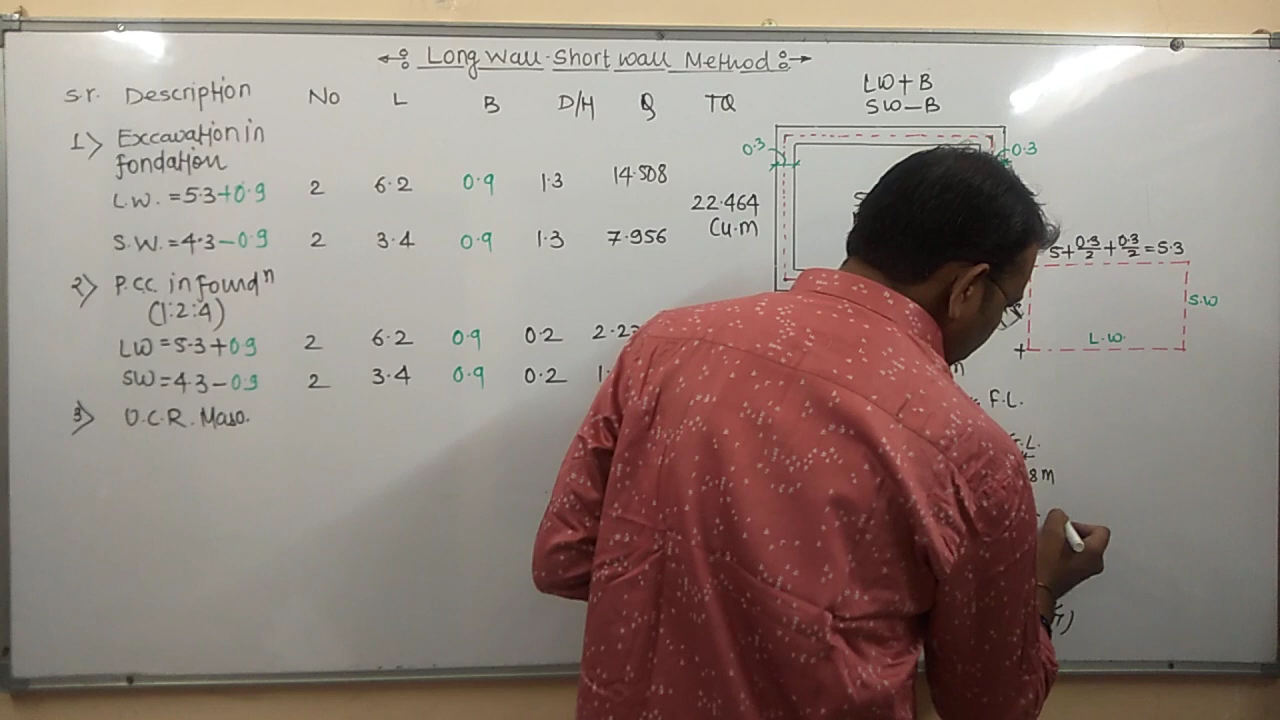 Long wall-Short wall Method
Sr. Description No L B D/H Q TQ
1) Excavation in
fondation
L.W. = 5.3+0.9 2 6.2 0.9 1.3 14.508
22.464
Cu.m
S.W. = 4.3-0.9 2 3.4 0.9 1.3 7.956
2) P.C.C. in foundⁿ
(1:2:4)
LW = 5.3+0.9 2 6.2 0.9 0.2
SW = 4.3-0.9 2 3.4 0.9 0.2
3) U.C.R. Maso.
LW+B
SW-B
0.3 0.3
5+0.3/2+0.3/2=5.3
S.W
L.W.
F.L.